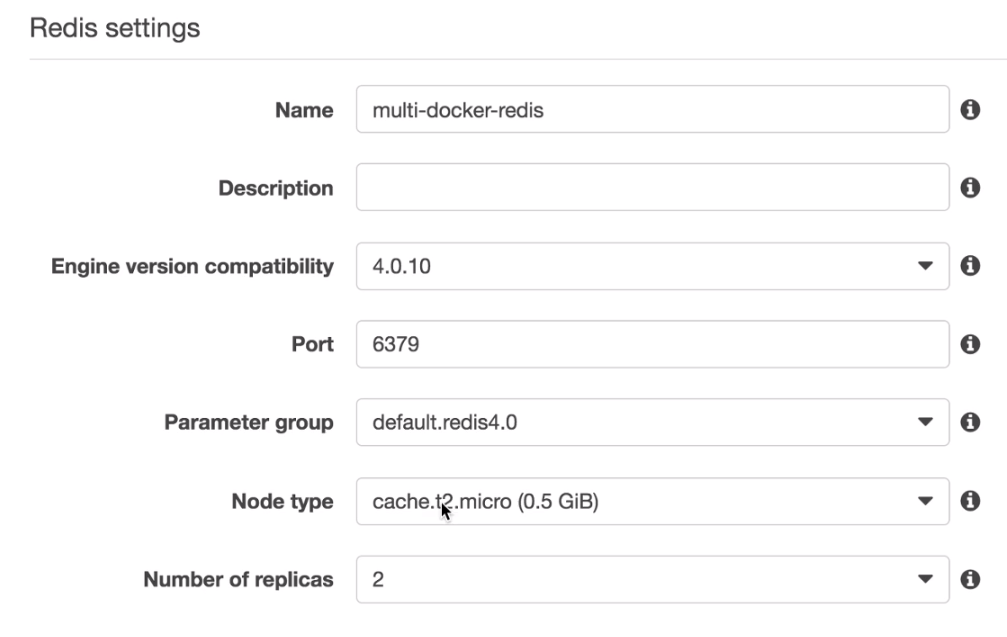 Redis settings
Name multi-docker-redis
Description
Engine version compatibility 4.0.10
Port 6379
Parameter group default.redis4.0
Node type cache.t2.micro (0.5 GiB)
Number of replicas 2